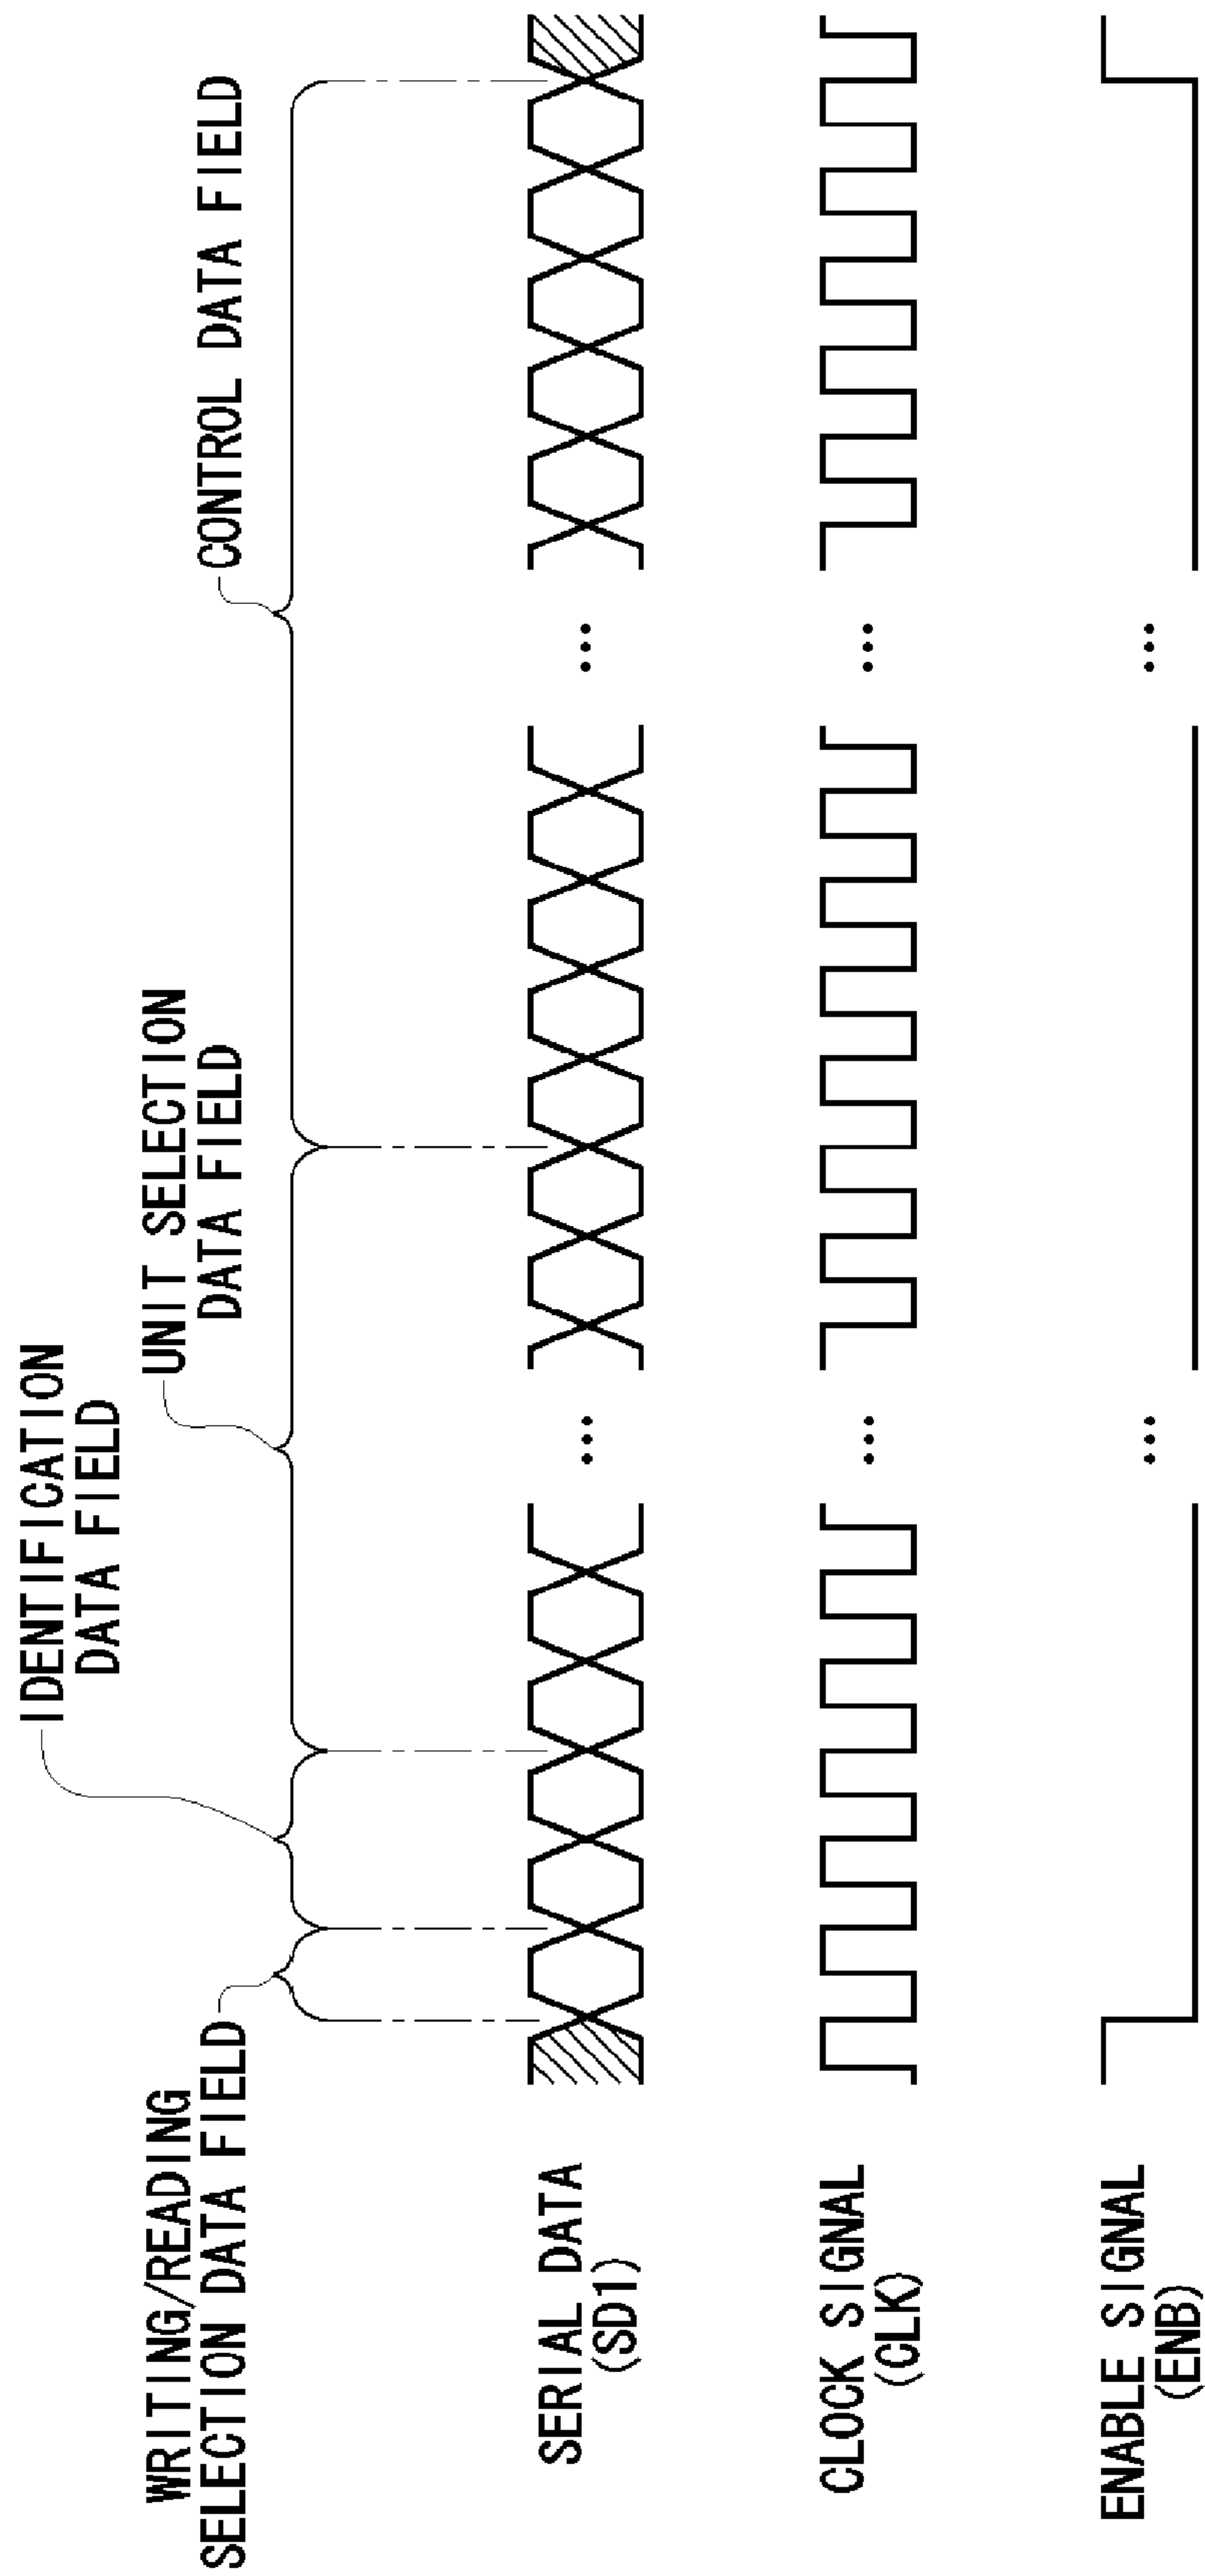 WRITING/READING
SELECTION DATA FIELD
IDENTIFICATION
DATA FIELD
UNIT SELECTION
DATA FIELD
CONTROL DATA FIELD
SERIAL DATA
(SD1)
...
...
CLOCK SIGNAL
(CLK)
...
...
ENABLE SIGNAL
(ENB)
...
...